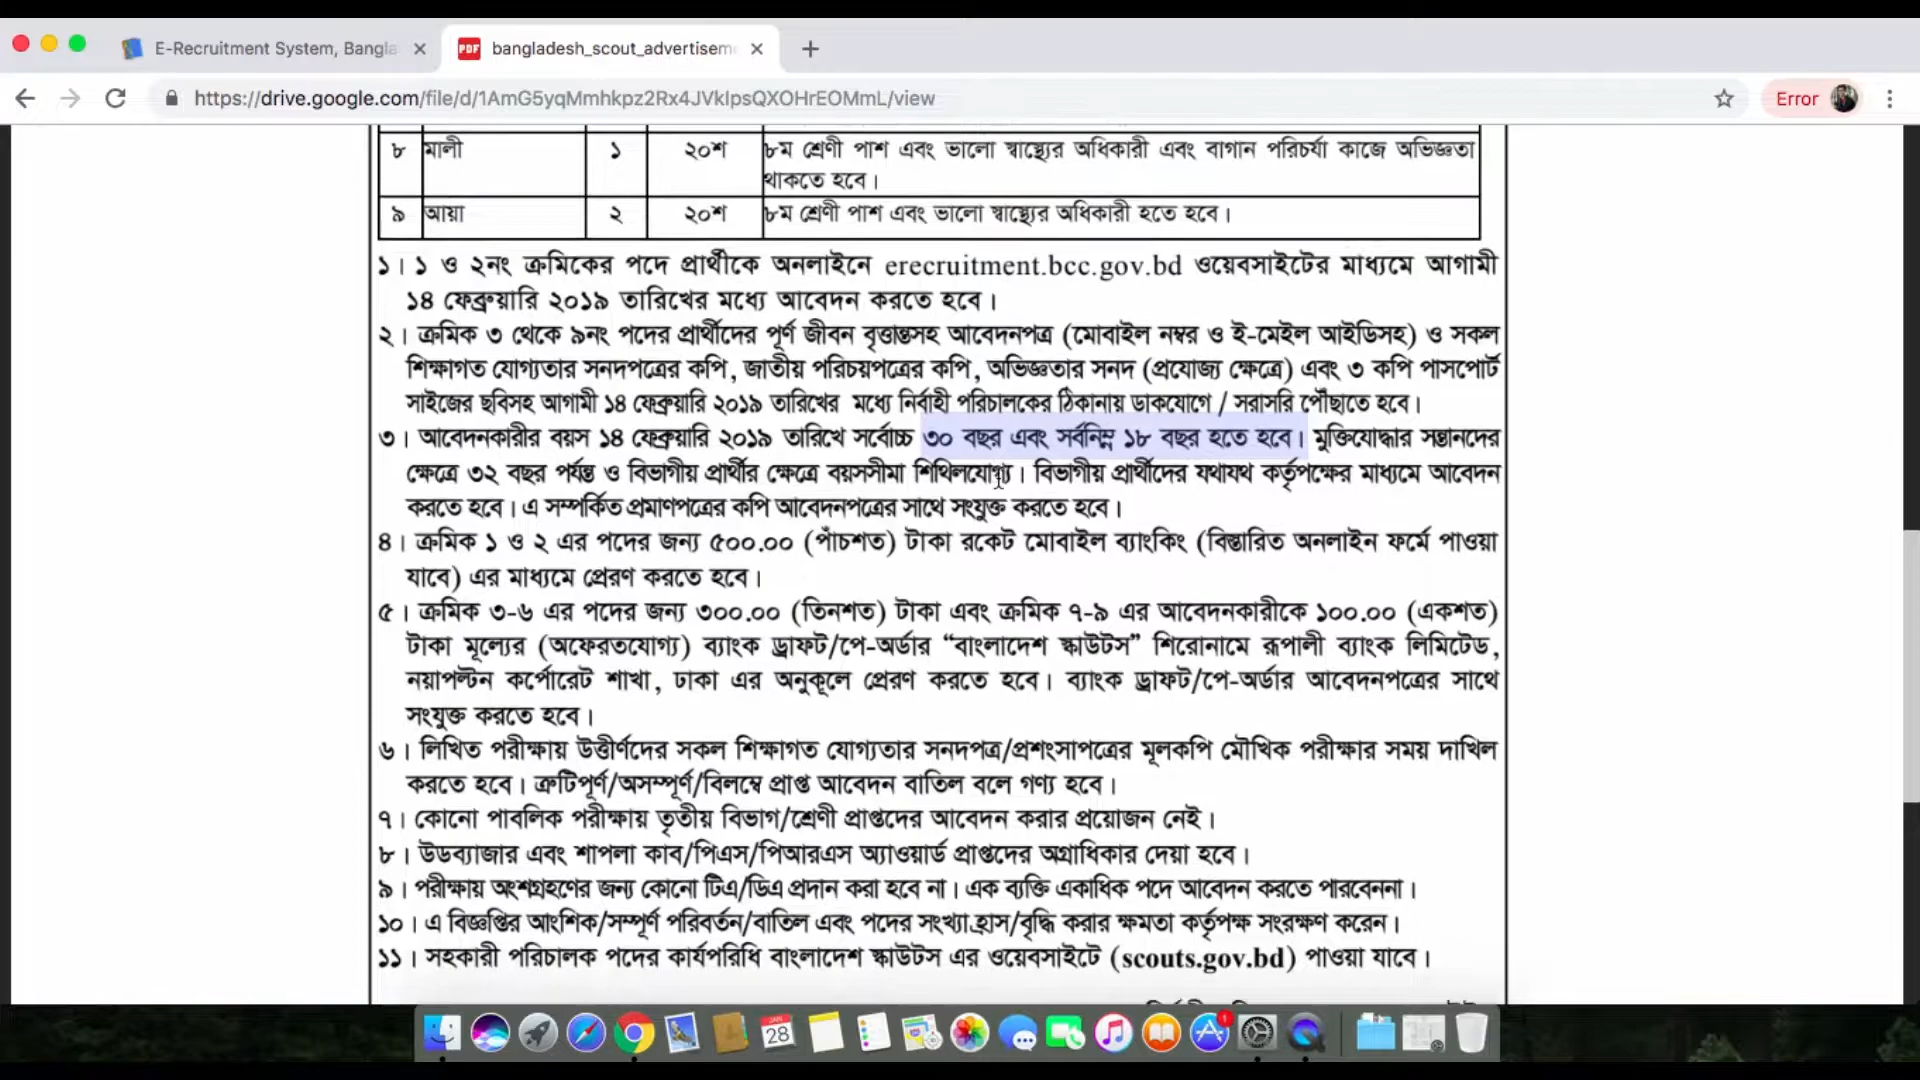 E-Recruitment System, Bangla
bangladesh_scout_advertisem
https://drive.google.com/file/d/1AmG5yqMmhkpz2Rx4JVkIpsQXOHrEOMmL/view
Error
৮ মালী ১ ২০শ ৮ম শ্রেণী পাশ এবং ভালো স্বাস্থ্যের অধিকারী এবং বাগান পরিচর্যা কাজে অভিজ্ঞতা
থাকতে হবে।
৯ আয়া ২ ২০শ ৮ম শ্রেণী পাশ এবং ভালো স্বাস্থ্যের অধিকারী হতে হবে।
১। ১ ও ২নং ক্রমিকের পদে প্রার্থীকে অনলাইনে erecruitment.bcc.gov.bd ওয়েবসাইটের মাধ্যমে আগামী
১৪ ফেব্রুয়ারি ২০১৯ তারিখের মধ্যে আবেদন করতে হবে।
২। ক্রমিক ৩ থেকে ৯নং পদের প্রার্থীদের পূর্ণ জীবন বৃত্তান্তসহ আবেদনপত্র (মোবাইল নম্বর ও ই-মেইল আইডিসহ) ও সকল
শিক্ষাগত যোগ্যতার সনদপত্রের কপি, জাতীয় পরিচয়পত্রের কপি, অভিজ্ঞতার সনদ (প্রযোজ্য ক্ষেত্রে) এবং ৩ কপি পাসপোর্ট
সাইজের ছবিসহ আগামী ১৪ ফেব্রুয়ারি ২০১৯ তারিখের মধ্যে নির্বাহী পরিচালকের ঠিকানায় ডাকযোগে / সরাসরি পৌঁছাতে হবে।
৩। আবেদনকারীর বয়স ১৪ ফেব্রুয়ারি ২০১৯ তারিখে সর্বোচ্চ ৩০ বছর এবং সর্বনিম্ন ১৮ বছর হতে হবে। মুক্তিযোদ্ধার সন্তানদের
ক্ষেত্রে ৩২ বছর পর্যন্ত ও বিভাগীয় প্রার্থীর ক্ষেত্রে বয়সসীমা শিথিলযোগ্য। বিভাগীয় প্রার্থীদের যথাযথ কর্তৃপক্ষের মাধ্যমে আবেদন
করতে হবে। এ সম্পর্কিত প্রমাণপত্রের কপি আবেদনপত্রের সাথে সংযুক্ত করতে হবে।
৪। ক্রমিক ১ ও ২ এর পদের জন্য ৫০০.০০ (পাঁচশত) টাকা রকেট মোবাইল ব্যাংকিং (বিস্তারিত অনলাইন ফর্মে পাওয়া
যাবে) এর মাধ্যমে প্রেরণ করতে হবে।
৫। ক্রমিক ৩-৬ এর পদের জন্য ৩০০.০০ (তিনশত) টাকা এবং ক্রমিক ৭-৯ এর আবেদনকারীকে ১০০.০০ (একশত)
টাকা মূল্যের (অফেরতযোগ্য) ব্যাংক ড্রাফট/পে-অর্ডার “বাংলাদেশ স্কাউটস” শিরোনামে রূপালী ব্যাংক লিমিটেড,
নয়াপল্টন কর্পোরেট শাখা, ঢাকা এর অনুকূলে প্রেরণ করতে হবে। ব্যাংক ড্রাফট/পে-অর্ডার আবেদনপত্রের সাথে
সংযুক্ত করতে হবে।
৬। লিখিত পরীক্ষায় উত্তীর্ণদের সকল শিক্ষাগত যোগ্যতার সনদপত্র/প্রশংসাপত্রের মূলকপি মৌখিক পরীক্ষার সময় দাখিল
করতে হবে। ত্রুটিপূর্ণ/অসম্পূর্ণ/বিলম্বে প্রাপ্ত আবেদন বাতিল বলে গণ্য হবে।
৭। কোনো পাবলিক পরীক্ষায় তৃতীয় বিভাগ/শ্রেণী প্রাপ্তদের আবেদন করার প্রয়োজন নেই।
৮। উডব্যাজার এবং শাপলা কাব/পিএস/পিআরএস অ্যাওয়ার্ড প্রাপ্তদের অগ্রাধিকার দেয়া হবে।
৯। পরীক্ষায় অংশগ্রহণের জন্য কোনো টিএ/ডিএ প্রদান করা হবে না। এক ব্যক্তি একাধিক পদে আবেদন করতে পারবেননা।
১০। এ বিজ্ঞপ্তির আংশিক/সম্পূর্ণ পরিবর্তন/বাতিল এবং পদের সংখ্যা হ্রাস/বৃদ্ধি করার ক্ষমতা কর্তৃপক্ষ সংরক্ষণ করেন।
১১। সহকারী পরিচালক পদের কার্যপরিধি বাংলাদেশ স্কাউটস এর ওয়েবসাইটে (scouts.gov.bd) পাওয়া যাবে।
JAN
28